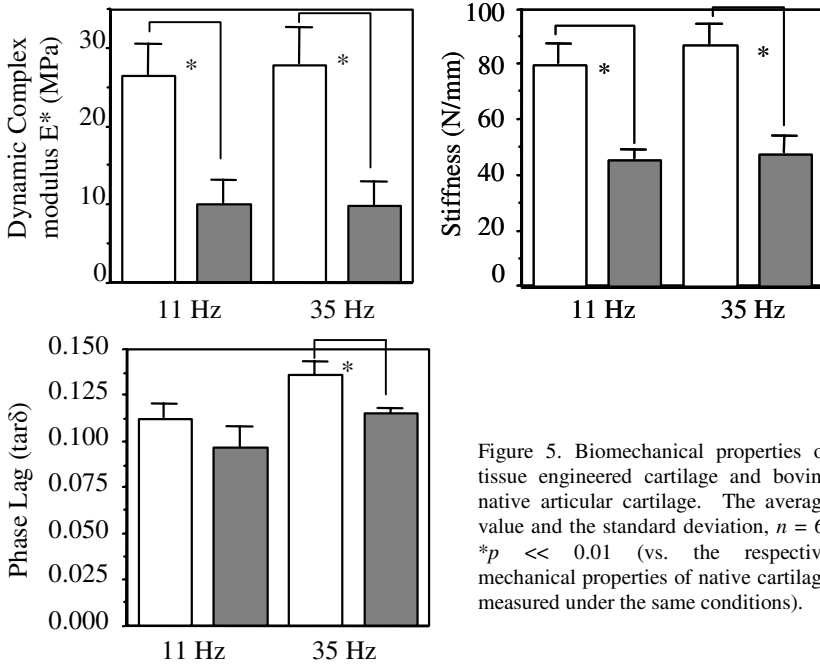 Dynamic Complex
modulus E* (MPa)
30
20
10
0
*
*
11 Hz
35 Hz
Stiffness (N/mm)
100
80
60
40
20
0
*
*
11 Hz
35 Hz
Phase Lag (tarδ)
0.150
0.125
0.100
0.075
0.050
0.025
0.000
*
11 Hz
35 Hz
Figure 5. Biomechanical properties o
tissue engineered cartilage and bovin
native articular cartilage. The averag
value and the standard deviation, n = 6
*p << 0.01 (vs. the respectiv
mechanical properties of native cartilag
measured under the same conditions).